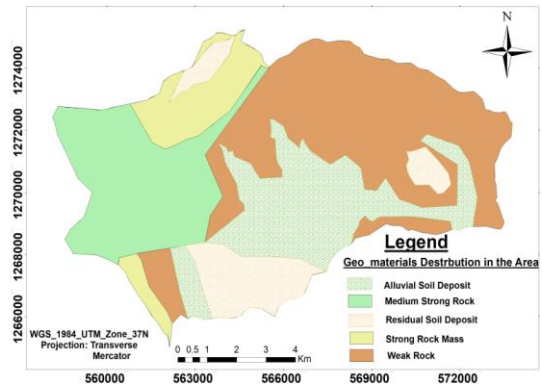 N
1274000
1272000
1270000
1268000
1266000
Legend
Geo_materials Destrbution in the Area
Alluvial Soil Deposit
Medium Strong Rock
Residual Soil Deposit
Strong Rock Mass
Weak Rock
WGS_1984_UTM_Zone_37N
Projection: Transverse
Mercator
0 0.5 1 2 3 4
Km
560000 563000 566000 569000 572000